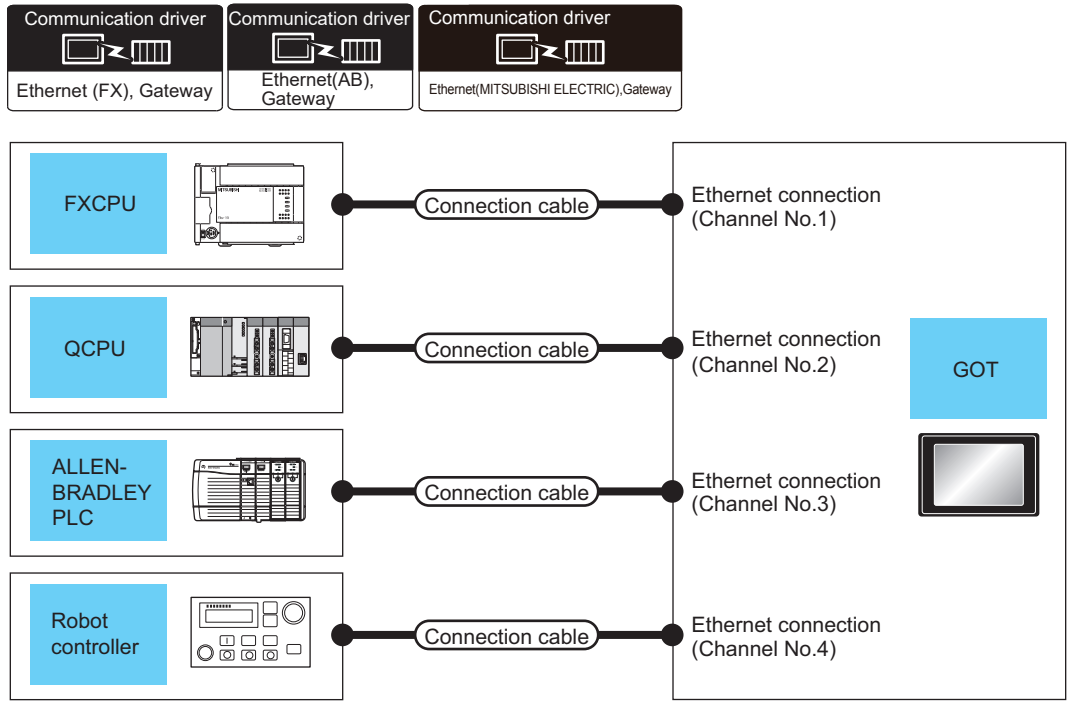 Communication driver
Ethernet (FX), Gateway
Communication driver
Ethernet(AB),
Gateway
Communication driver
Ethernet(MITSUBISHI ELECTRIC),Gateway
FXCPU
MITSUBISHI
Connection cable
Ethernet connection
(Channel No.1)
QCPU
Connection cable
Ethernet connection
(Channel No.2)
GOT
ALLEN-
BRADLEY
PLC
Connection cable
Ethernet connection
(Channel No.3)
Robot
controller
Connection cable
Ethernet connection
(Channel No.4)